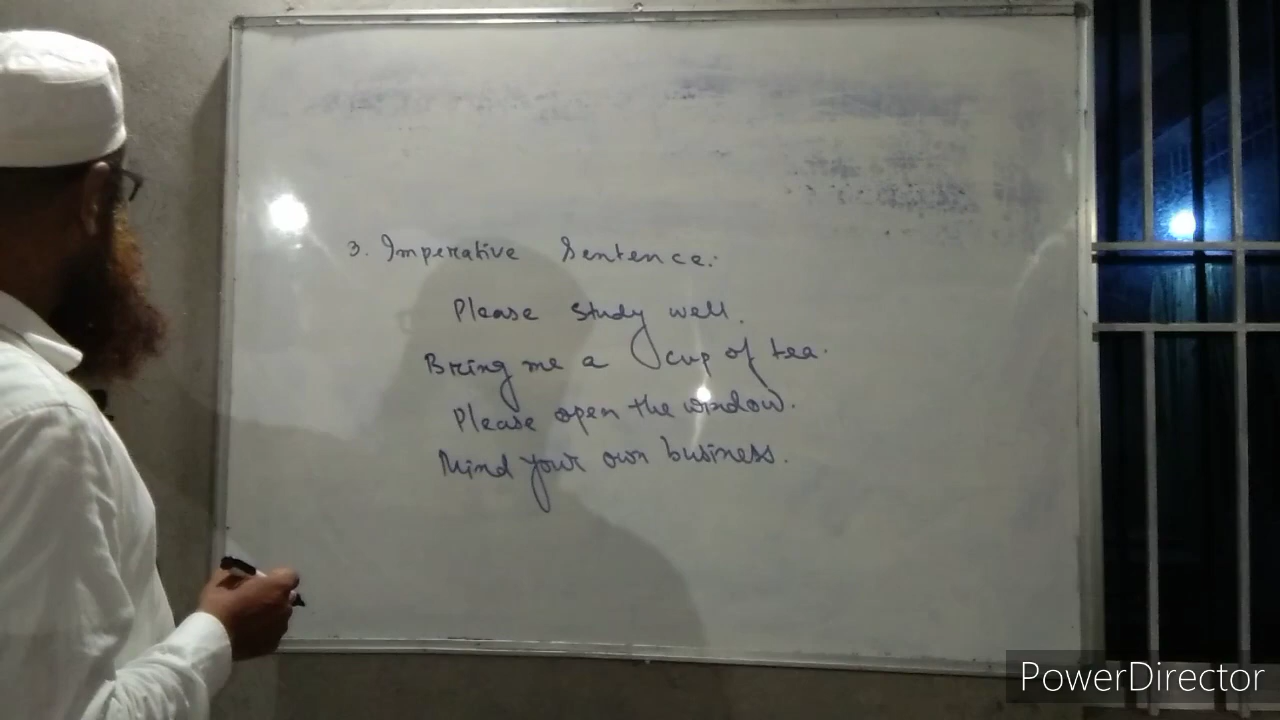 3. Imperative Sentence:
Please study well.
Bring me a cup of tea.
Please open the window.
Mind your own business.
PowerDirector